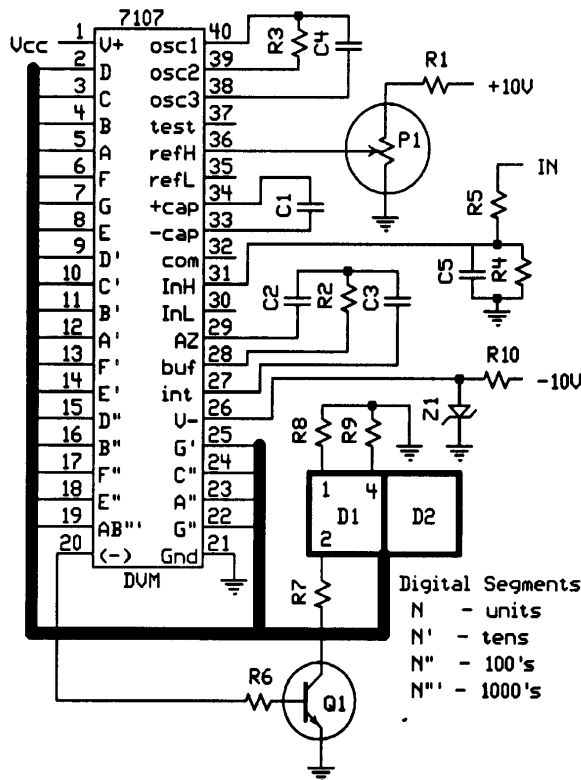 7107
Vcc 1 V+ osc1 40
2 D osc2 39
3 C osc3 38
4 B test 37
5 A refH 36
6 F refL 35
7 G +cap 34
8 E -cap 33
9 D' com 32
10 C' InH 31
11 B' InL 30
12 A' AZ 29
13 F' buf 28
14 E' int 27
15 D" V- 26
16 B" G' 25
17 F" C" 24
18 E" A" 23
19 AB"' G" 22
20 (-) Gnd 21
DVM
R3 C4
R1
+10V
P1
IN
R5
C1
C5 R4
C2 R2 C3
R10
-10V
Z1
R8 R9
1 4
D1 D2
2
R7
R6
Q1
Digital Segments
N - units
N' - tens
N" - 100's
N"' - 1000's